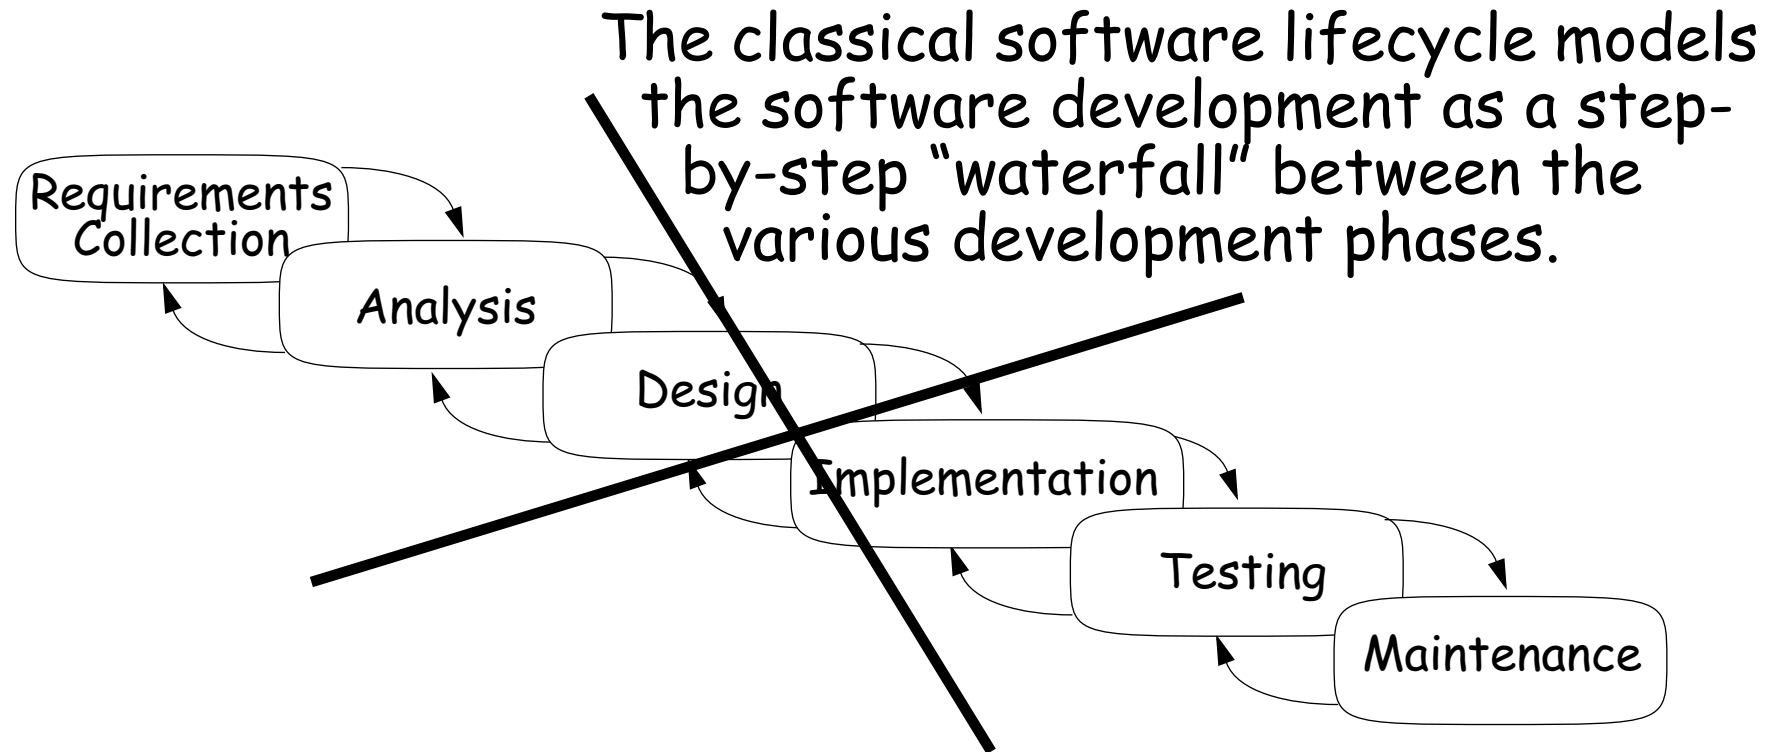 The classical software lifecycle models
the software development as a step-
by-step “waterfall” between the
various development phases.
Requirements
Collection
Analysis
Design
Implementation
Testing
Maintenance